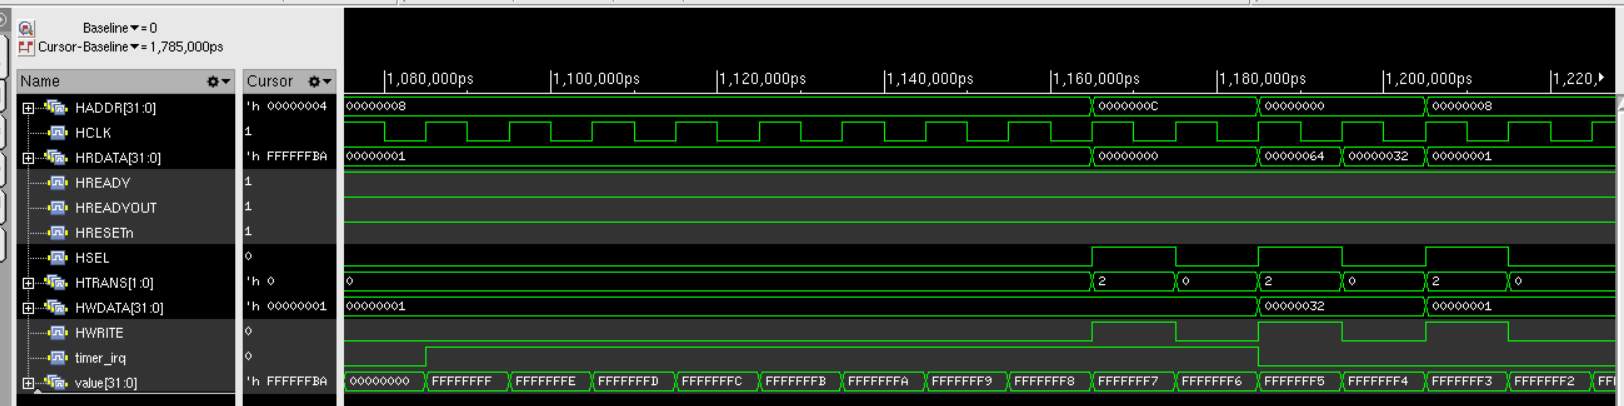 Baseline▼=0
Cursor-Baseline▼=1,785,000ps
Name Cursor 1,080,000ps 1,100,000ps 1,120,000ps 1,140,000ps 1,160,000ps 1,180,000ps 1,200,000ps 1,220,
HADDR[31:0] 'h 00000004 00000008 0000000C 00000000 00000008
HCLK 1
HRDATA[31:0] 'h FFFFFFBA 00000001 00000000 00000064 00000032 00000001
HREADY 1
HREADYOUT 1
HRESETn 1
HSEL 0
HTRANS[1:0] 'h 0 0 2 0 2 0 2 0
HWDATA[31:0] 'h 00000001 00000001 00000032 00000001
HWRITE 0
timer_irq 0
value[31:0] 'h FFFFFFBA 00000000 FFFFFFFF FFFFFFFE FFFFFFFD FFFFFFFC FFFFFFFB FFFFFFFA FFFFFFF9 FFFFFFF8 FFFFFFF7 FFFFFFF6 FFFFFFF5 FFFFFFF4 FFFFFFF3 FFFFFFF2 FF